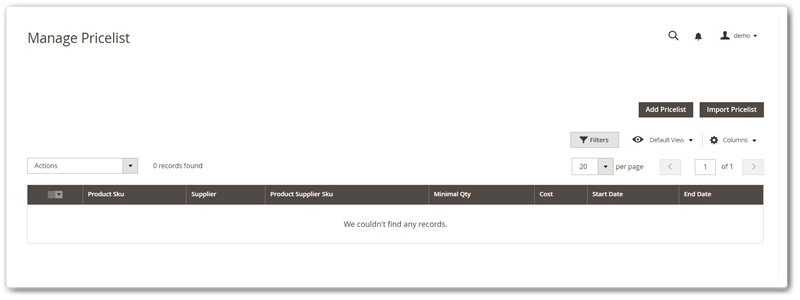 Manage Pricelist
demo
Add Pricelist Import Pricelist
Filters Default View Columns
Actions 0 records found 20 per page 1 of 1
Product Sku Supplier Product Supplier Sku Minimal Qty Cost Start Date End Date
We couldn't find any records.